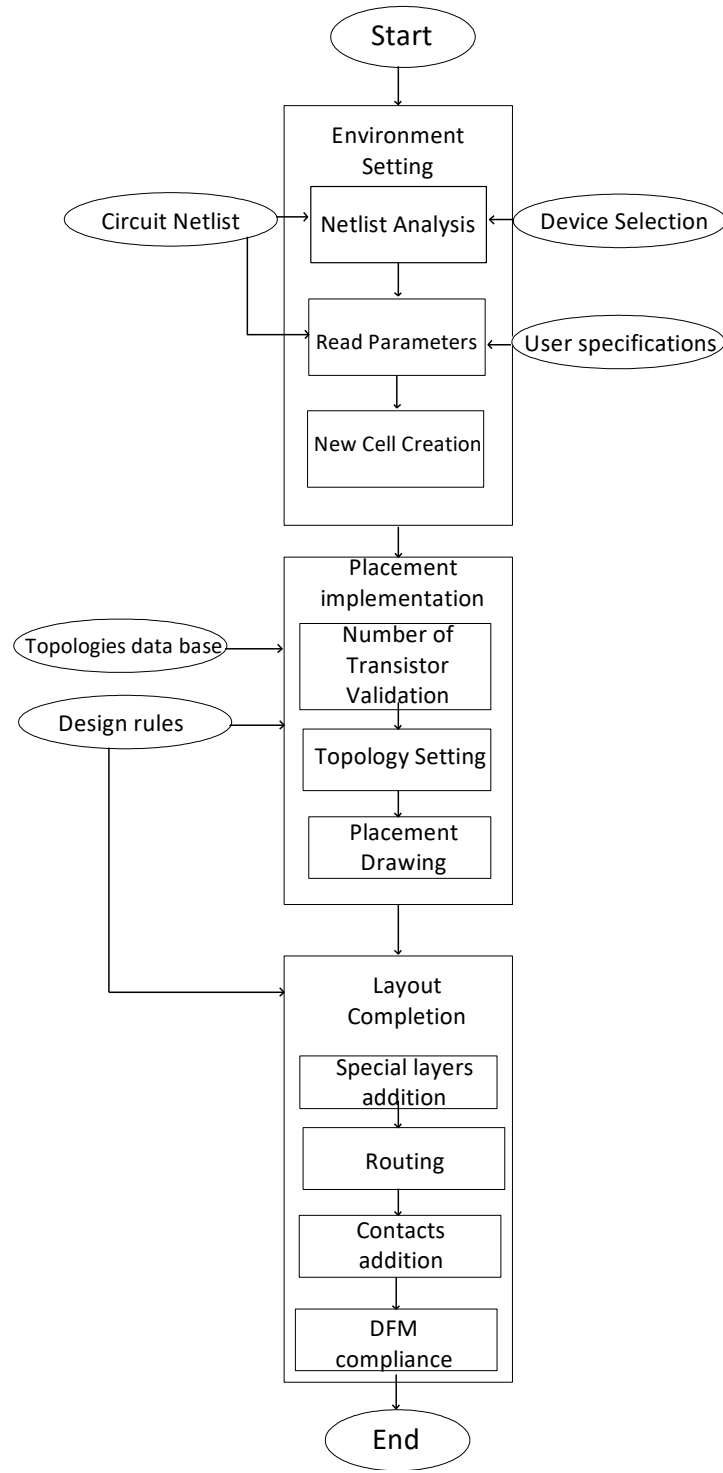 Start
Environment
Setting
Circuit Netlist
Netlist Analysis
Device Selection
Read Parameters
User specifications
New Cell Creation
Placement
implementation
Topologies data base
Number of
Transistor
Validation
Design rules
Topology Setting
Placement
Drawing
Layout
Completion
Special layers
addition
Routing
Contacts
addition
DFM
compliance
End